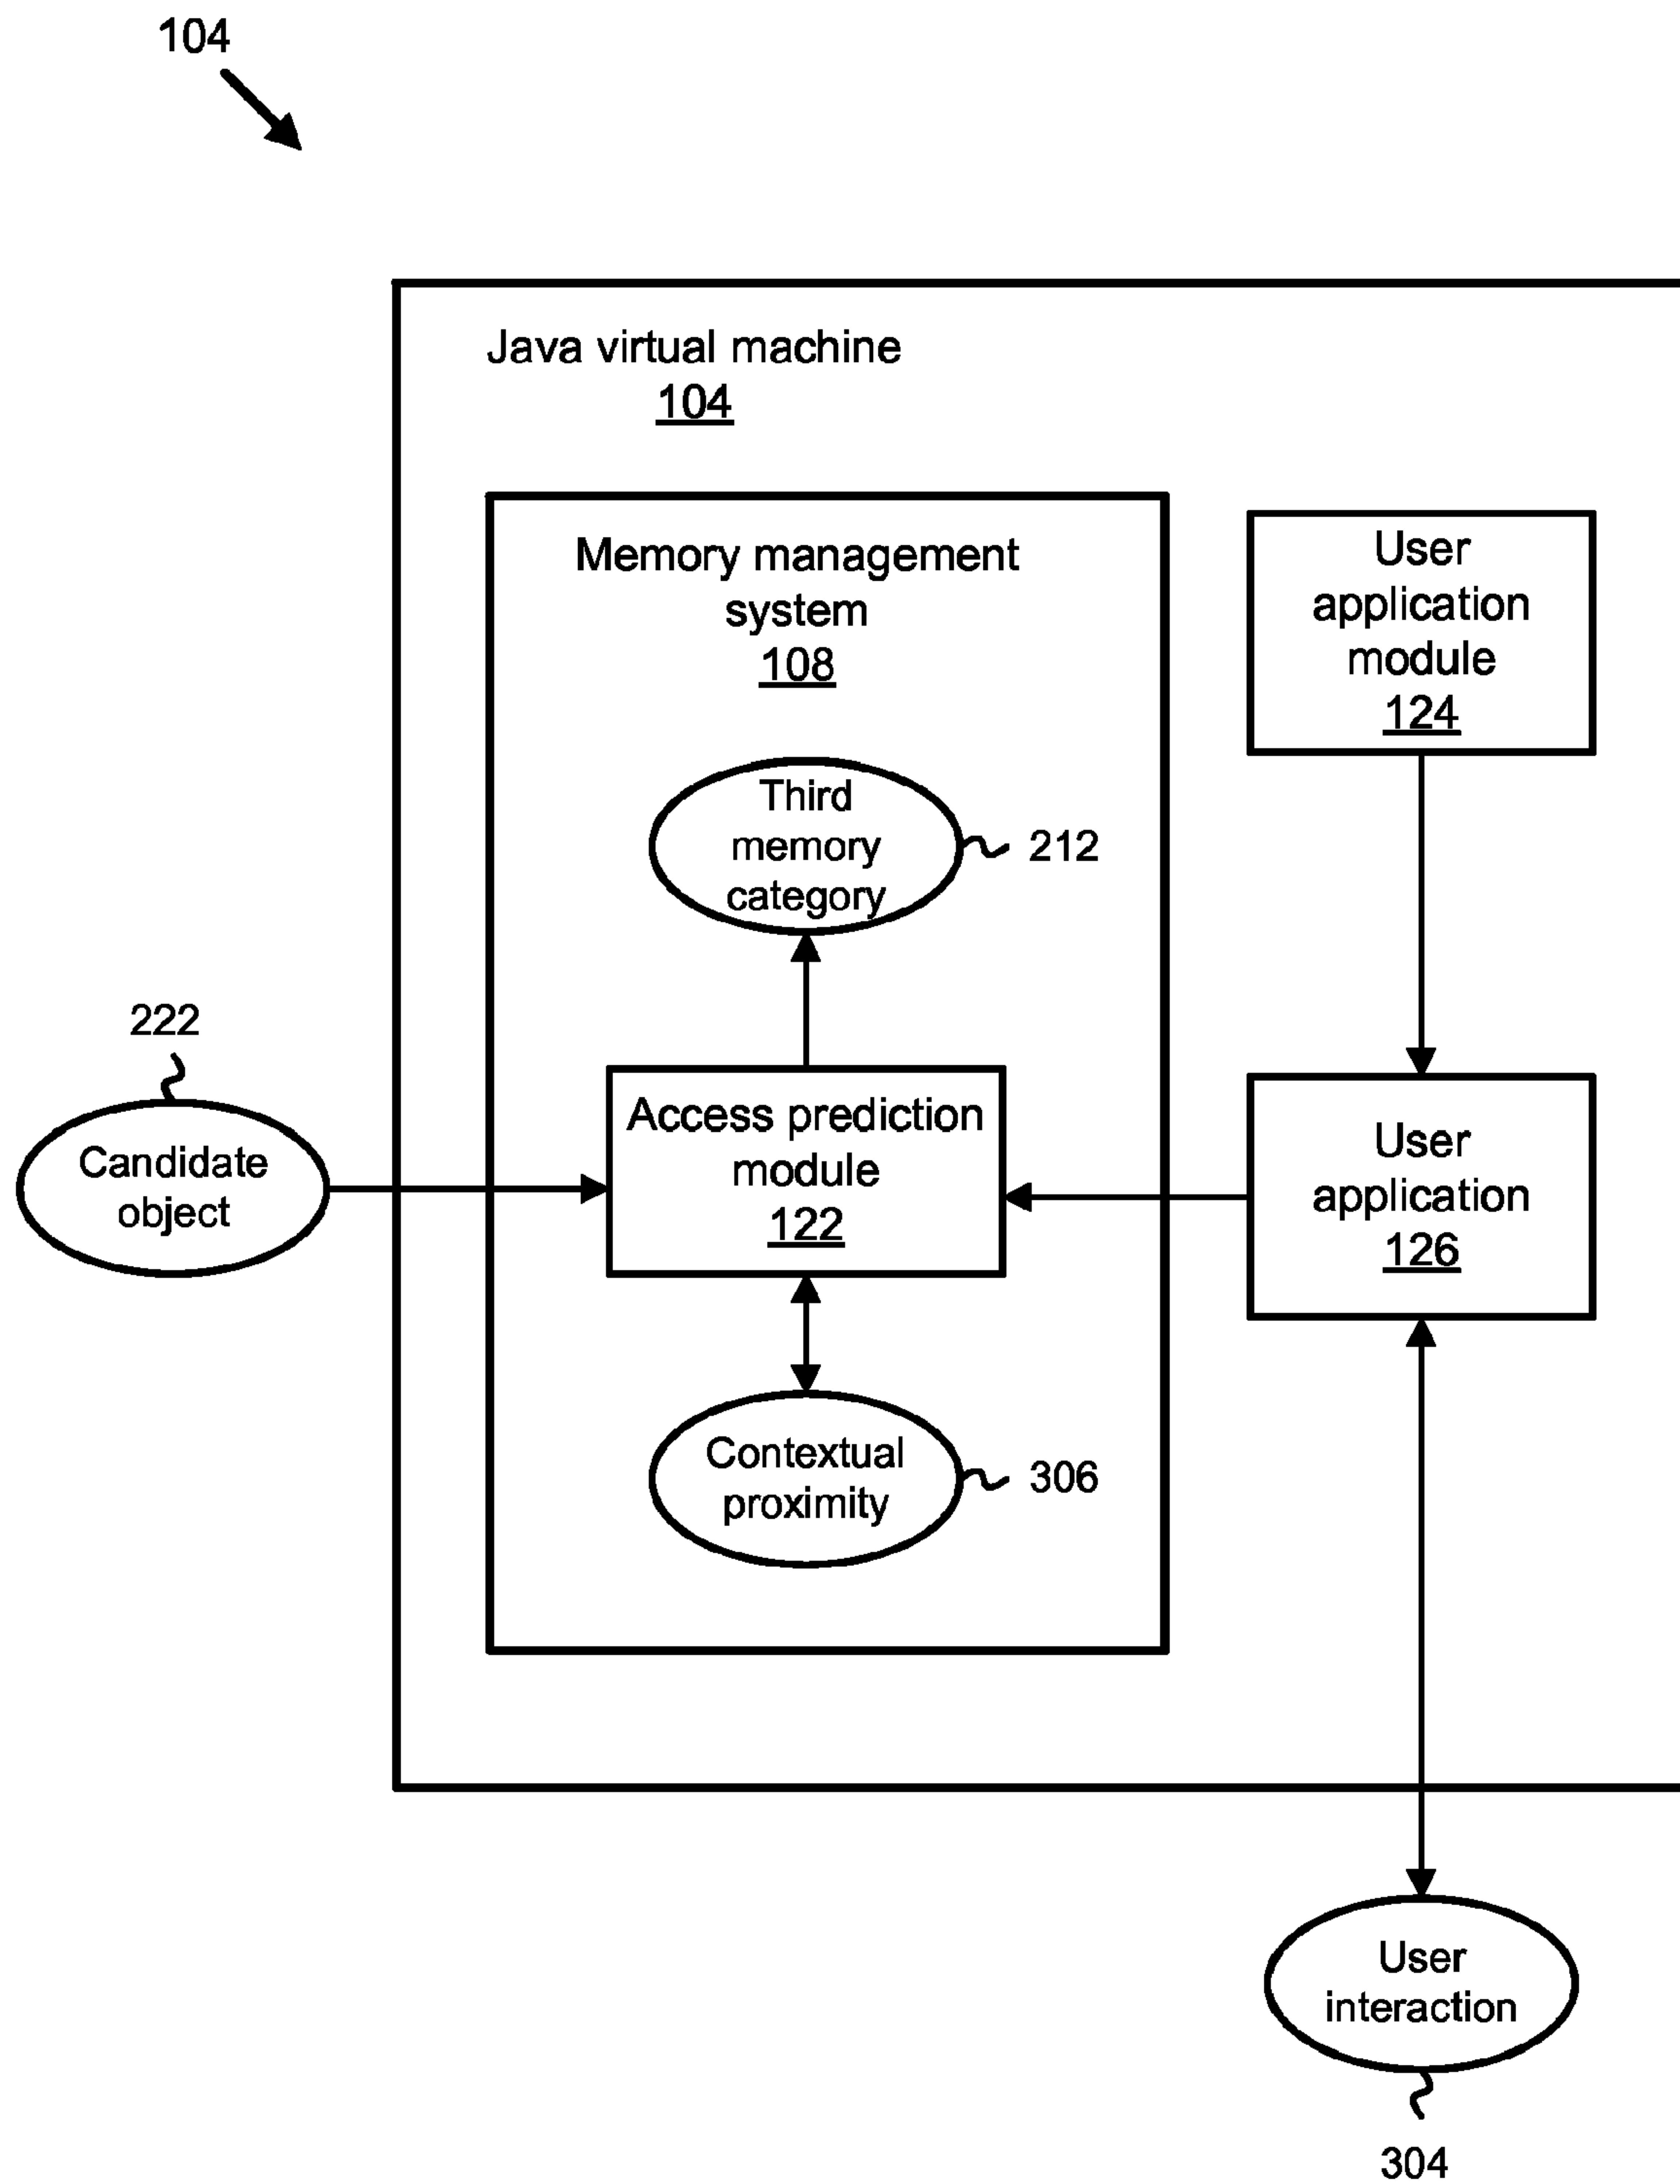 104
Java virtual machine
104
Memory management
system
108
User
application
module
124
Third
memory
category
212
222
Candidate
object
Access prediction
module
122
User
application
126
Contextual
proximity
306
User
interaction
304